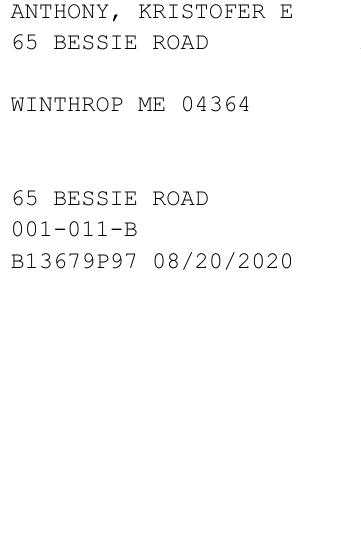 ANTHONY, KRISTOFER E
65 BESSIE ROAD
WINTHROP ME 04364
65 BESSIE ROAD
001-011-B
B13679P97 08/20/2020